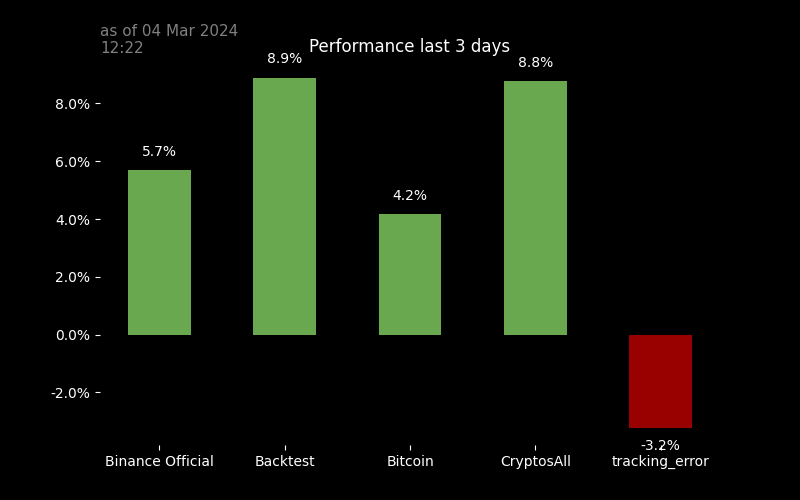 as of 04 Mar 2024
12:22
Performance last 3 days
8.9%
8.8%
5.7%
4.2%
-3.2%
8.0%
6.0%
4.0%
2.0%
0.0%
-2.0%
Binance Official
Backtest
Bitcoin
CryptosAll
tracking_error